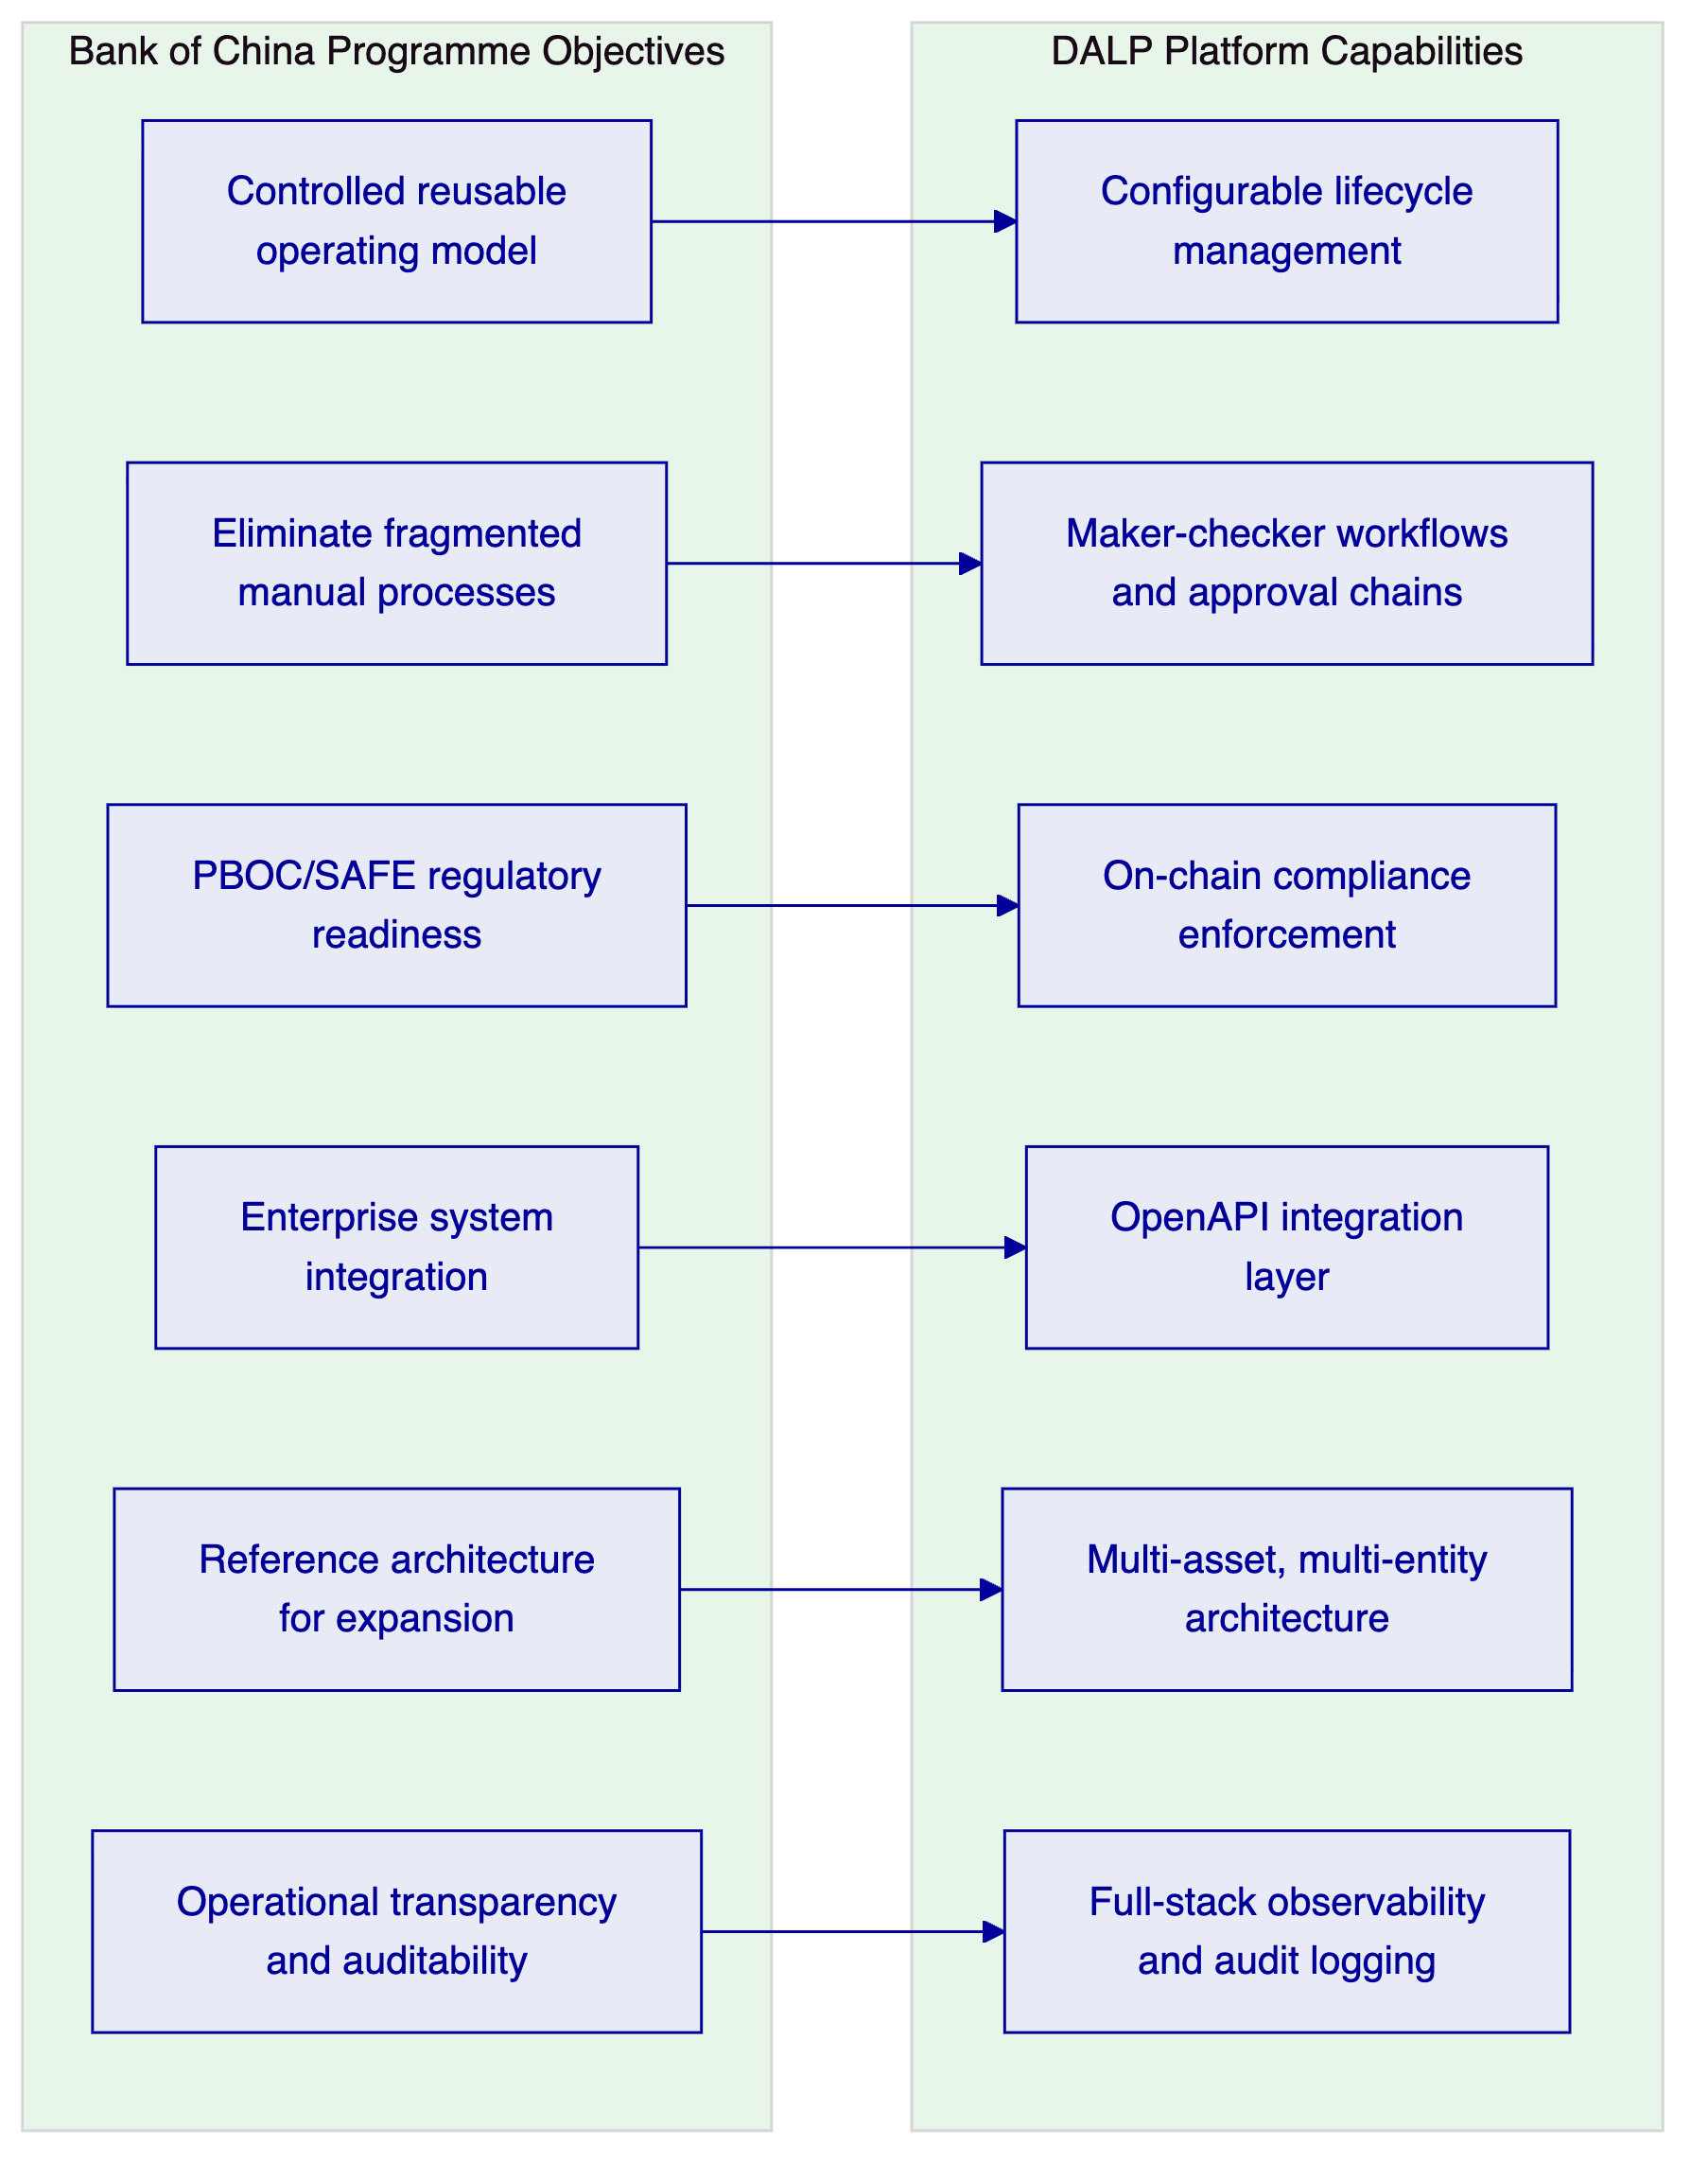 Bank of China Programme Objectives
DALP Platform Capabilities
Controlled reusable
operating model
Configurable lifecycle
management
Eliminate fragmented
manual processes
Maker-checker workflows
and approval chains
PBOC/SAFE regulatory
readiness
On-chain compliance
enforcement
Enterprise system
integration
OpenAPI integration
layer
Reference architecture
for expansion
Multi-asset, multi-entity
architecture
Operational transparency
and auditability
Full-stack observability
and audit logging